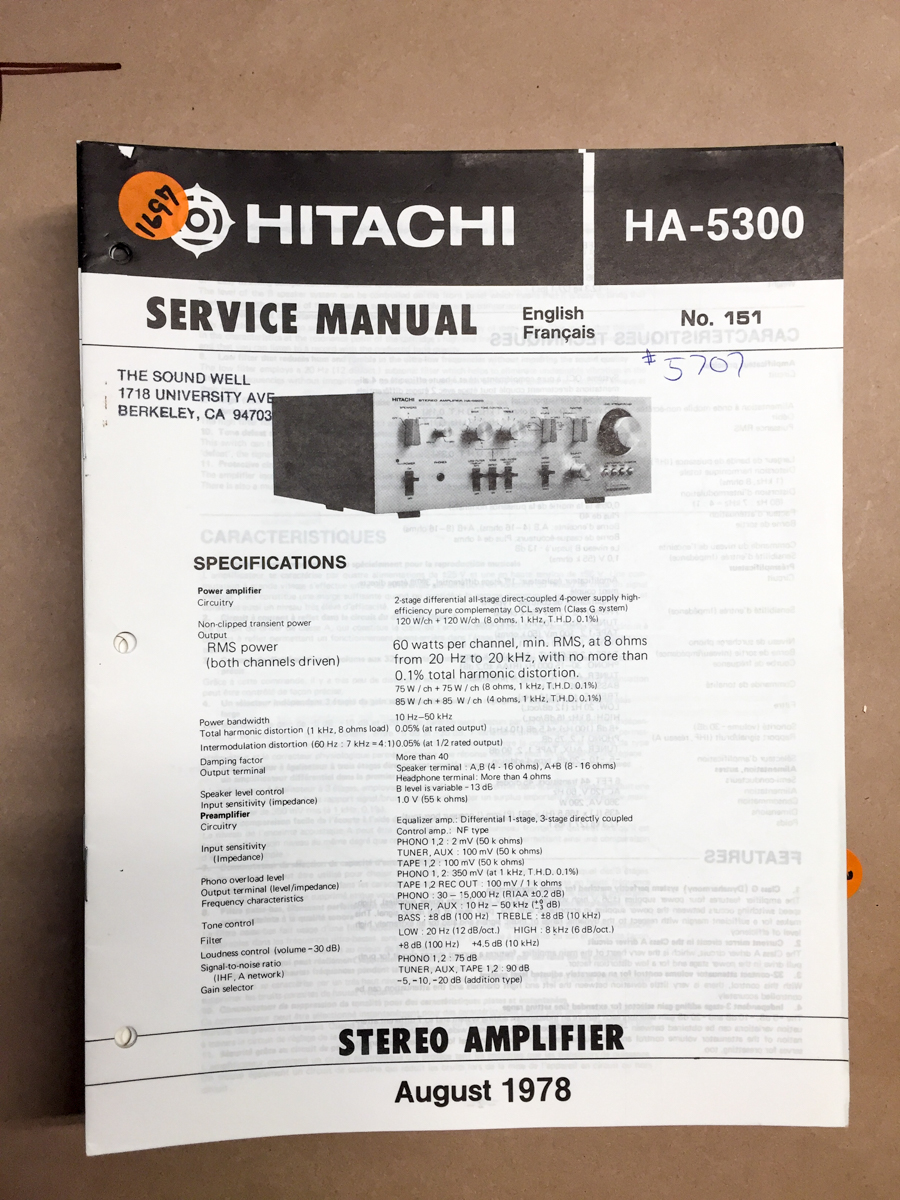 4591
HITACHI
HA-5300
SERVICE MANUAL
English
Français
No. 151
# 5707
THE SOUND WELL
1718 UNIVERSITY AVE
BERKELEY, CA 94703
HITACHI STEREO AMPLIFIER
SPECIFICATIONS
Power amplifier
Circuitry 2-stage differential all-stage direct-coupled 4-power supply high-
efficiency pure complementay OCL system (Class G system)
Non-clipped transient power 120 W/ch + 120 W/ch (8 ohms, 1 kHz, T.H.D. 0.1%)
Output
RMS power 60 watts per channel, min. RMS, at 8 ohms
(both channels driven) from 20 Hz to 20 kHz, with no more than
0.1% total harmonic distortion.
75 W / ch + 75 W / ch (8 ohms, 1 kHz, T.H.D. 0.1%)
85 W / ch + 85 W / ch (4 ohms, 1 kHz, T.H.D. 0.1%)
Power bandwidth 10 Hz–50 kHz
Total harmonic distortion (1 kHz, 8 ohms load) 0.05% (at rated output)
Intermodulation distortion (60 Hz : 7 kHz = 4:1) 0.05% (at 1/2 rated output)
Damping factor More than 40
Output terminal Speaker terminal : A,B (4 - 16 ohms), A+B (8 - 16 ohms)
Headphone terminal: More than 4 ohms
Speaker level control B level is variable –13 dB
Input sensitivity (impedance) 1.0 V (55 k ohms)
Preamplifier
Circuitry Equalizer amp.: Differential 1-stage, 3-stage directly coupled
Control amp.: NF type
Input sensitivity PHONO 1,2 : 2 mV (50 k ohms)
(Impedance) TUNER, AUX : 100 mV (50 k ohms)
TAPE 1,2 : 100 mV (50 k ohms)
Phono overload level PHONO 1, 2: 350 mV (at 1 kHz, T.H.D. 0.1%)
Output terminal (level/impedance) TAPE 1,2 REC OUT : 100 mV / 1 k ohms
Frequency characteristics PHONO : 30 – 15,000 Hz (RIAA ±0.2 dB)
TUNER, AUX : 10 Hz – 50 kHz
Tone control BASS : ±8 dB (100 Hz) TREBLE : ±8 dB (10 kHz)
Filter LOW : 20 Hz (12 dB/oct.) HIGH : 8 kHz (6 dB/oct.)
Loudness control (volume –30 dB) +8 dB (100 Hz) +4.5 dB (10 kHz)
Signal-to-noise ratio PHONO 1,2 : 75 dB
(IHF, A network) TUNER, AUX, TAPE 1,2 : 90 dB
Gain selector –5, –10, –20 dB (addition type)
STEREO AMPLIFIER
August 1978